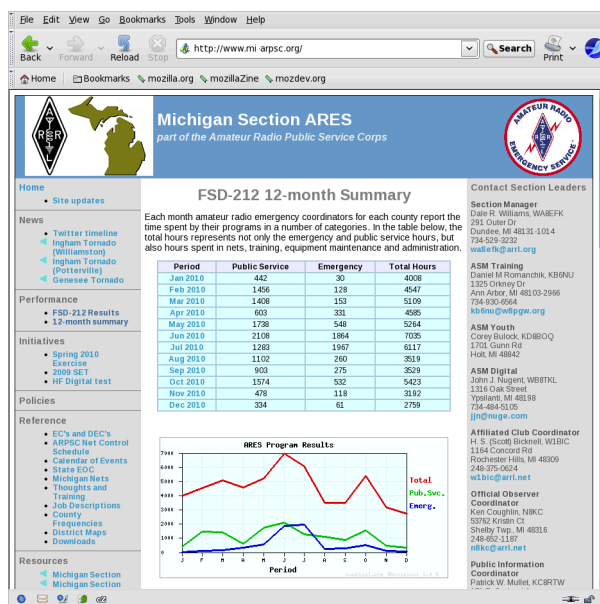 File Edit View Go Bookmarks Tools Window Help
Back Forward Reload Stop http://www.mi-arpsc.org/ Search Print
Home Bookmarks mozilla.org mozillaZine mozdev.org
Michigan Section ARES
part of the Amateur Radio Public Service Corps
AMATEUR RADIO
EMERGENCY SERVICE
Home
Site updates
News
Twitter timeline
Ingham Tornado
(Williamston)
Ingham Tornado
(Potterville)
Genesee Tornado
Performance
FSD-212 Results
12-month summary
Initiatives
Spring 2010
Exercise
2009 SET
HF Digital test
Policies
Reference
EC's and DEC's
ARPSC Net Control
Schedule
Calendar of Events
State EOC
Michigan Nets
Thoughts and
Training
Job Descriptions
County
Frequencies
District Maps
Downloads
Resources
Michigan Section
Michigan Section
FSD-212 12-month Summary
Each month amateur radio emergency coordinators for each county report the
time spent by their programs in a number of categories. In the table below, the
total hours represents not only the emergency and public service hours, but
also hours spent in nets, training, equipment maintenance and administration.
Period Public Service Emergency Total Hours
Jan 2010 442 30 4008
Feb 2010 1456 128 4547
Mar 2010 1408 153 5109
Apr 2010 603 331 4585
May 2010 1738 548 5264
Jun 2010 2108 1864 7035
Jul 2010 1283 1967 6117
Aug 2010 1102 260 3519
Sep 2010 903 275 3529
Oct 2010 1574 532 5423
Nov 2010 478 118 3192
Dec 2010 334 61 2759
ARES Program Results
7000
6000
5000
4000
3000
2000
1000
0
J F M A M J J A S O N D
Period
Total
Pub.Svc.
Emerg.
Contact Section Leaders
Section Manager
Dale R. Williams, WA8EFK
291 Outer Dr
Dundee, MI 48131-1014
734-529-3232
wa8efk@arrl.org
ASM Training
Daniel M Romanchik, KB6NU
1325 Orkney Dr
Ann Arbor, MI 48103-2966
734-930-6564
kb6nu@w8pgw.org
ASM Youth
Corey Bulock, KD8BOQ
1701 Gunn Rd
Holt, MI 48842
ASM Digital
John J. Nugent, WB8TKL
1316 Oak Street
Ypsilanti, MI 48198
734-484-5105
jjn@nuge.com
Affiliated Club Coordinator
H. S. (Scott) Bicknell, W1BIC
1164 Concord Rd
Rochester Hills, MI 48309
248-375-0624
w1bic@arrl.net
Official Observer
Coordinator
Ken Coughlin, N8KC
53762 Kristin Ct
Shelby Twp., MI 48316
248-652-1187
n8kc@arrl.net
Public Information
Coordinator
Patrick W. Mullet, KC8RTW